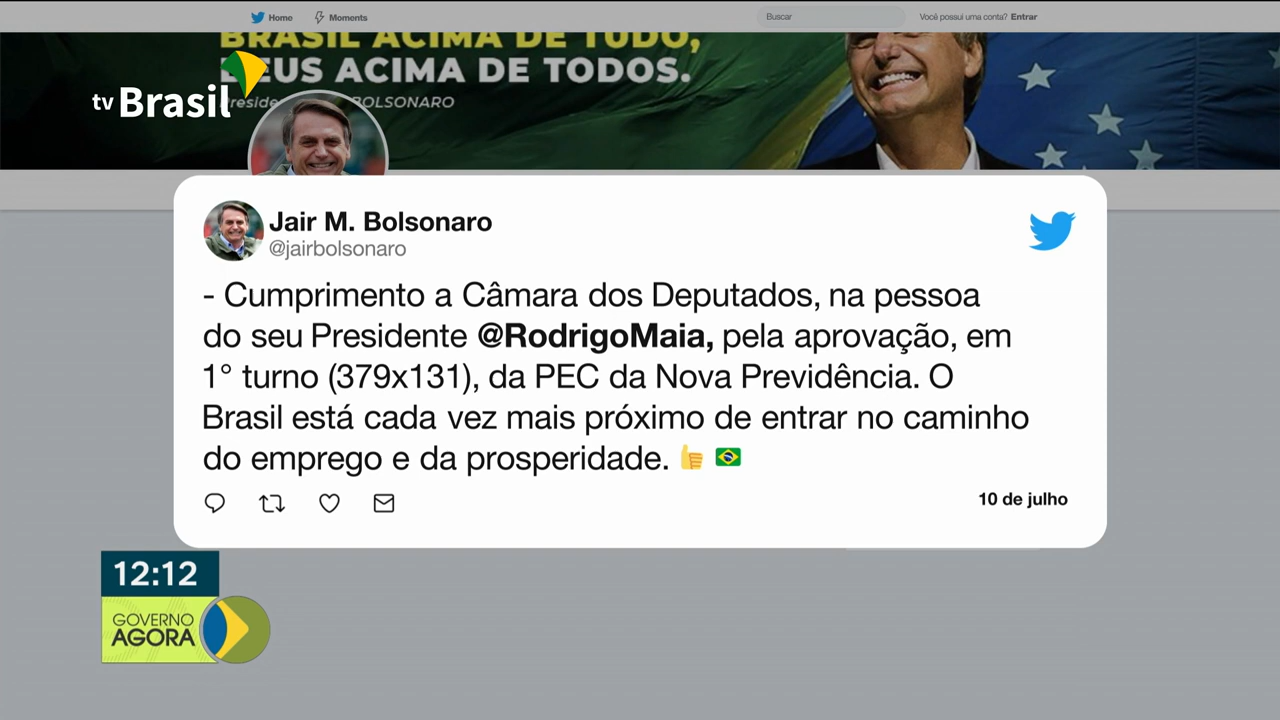 Home Moments Buscar Você possui uma conta? Entrar
BRASIL ACIMA DE TUDO,
DEUS ACIMA DE TODOS.
tv Brasil
BOLSONARO
Jair M. Bolsonaro
@jairbolsonaro
- Cumprimento a Câmara dos Deputados, na pessoa
do seu Presidente @RodrigoMaia, pela aprovação, em
1° turno (379x131), da PEC da Nova Previdência. O
Brasil está cada vez mais próximo de entrar no caminho
do emprego e da prosperidade. 👍 🇧🇷
10 de julho
12:12
GOVERNO
AGORA